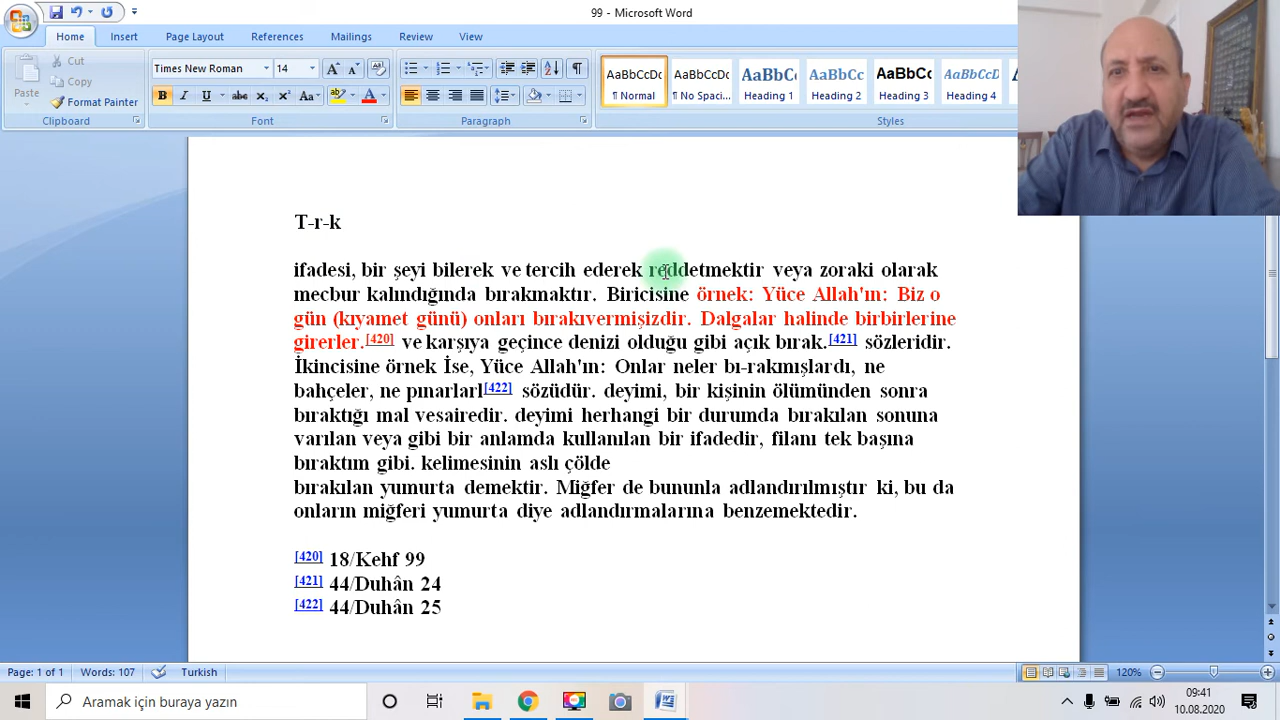 99 - Microsoft Word
Home Insert Page Layout References Mailings Review View
Cut
Copy
Paste
Format Painter
Clipboard
Times New Roman 14
Font
Paragraph
AaBbCcDc AaBbCcDc AaBbC AaBbCc AaBbCc AaBbCcD
¶ Normal ¶ No Spaci... Heading 1 Heading 2 Heading 3 Heading 4
Styles
T-r-k
ifadesi, bir şeyi bilerek ve tercih ederek reddetmektir veya zoraki olarak
mecbur kalındığında bırakmaktır. Biricisine örnek: Yüce Allah'ın: Biz o
gün (kıyamet günü) onları bırakıvermişizdir. Dalgalar halinde birbirlerine
girerler.[420] ve karşıya geçince denizi olduğu gibi açık bırak.[421] sözleridir.
İkincisine örnek İse, Yüce Allah'ın: Onlar neler bı-rakmışlardı, ne
bahçeler, ne pınarlarl[422] sözüdür. deyimi, bir kişinin ölümünden sonra
bıraktığı mal vesairedir. deyimi herhangi bir durumda bırakılan sonuna
varılan veya gibi bir anlamda kullanılan bir ifadedir, filanı tek başına
bıraktım gibi. kelimesinin aslı çölde
bırakılan yumurta demektir. Miğfer de bununla adlandırılmıştır ki, bu da
onların miğferi yumurta diye adlandırmalarına benzemektedir.
[420] 18/Kehf 99
[421] 44/Duhân 24
[422] 44/Duhân 25
Page: 1 of 1 Words: 107 Turkish 120%
Aramak için buraya yazın
09:41
10.08.2020